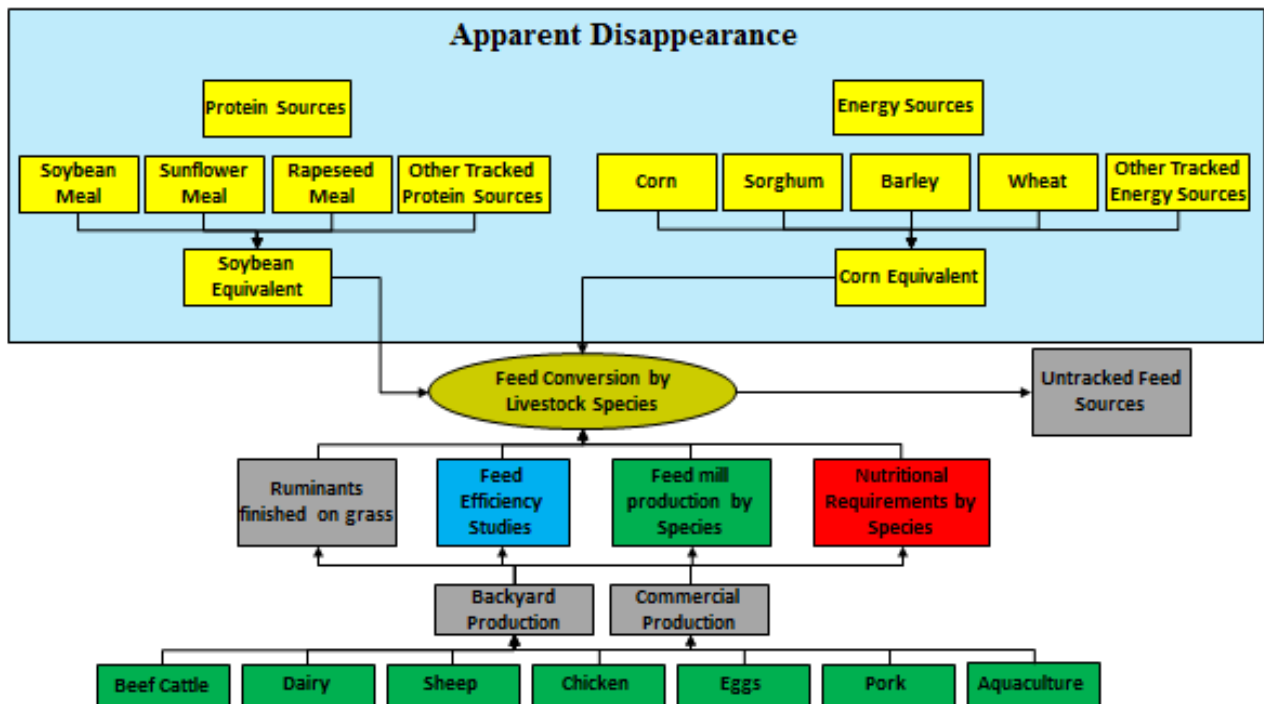 Apparent Disappearance
Protein Sources
Energy Sources
Soybean
Meal
Sunflower
Meal
Rapeseed
Meal
Other Tracked
Protein Sources
Corn
Sorghum
Barley
Wheat
Other Tracked
Energy Sources
Soybean
Equivalent
Corn Equivalent
Feed Conversion by
Livestock Species
Untracked Feed
Sources
Ruminants
finished on grass
Feed
Efficiency
Studies
Feed mill
production by
Species
Nutritional
Requirements by
Species
Backyard
Production
Commercial
Production
Beef Cattle
Dairy
Sheep
Chicken
Eggs
Pork
Aquaculture